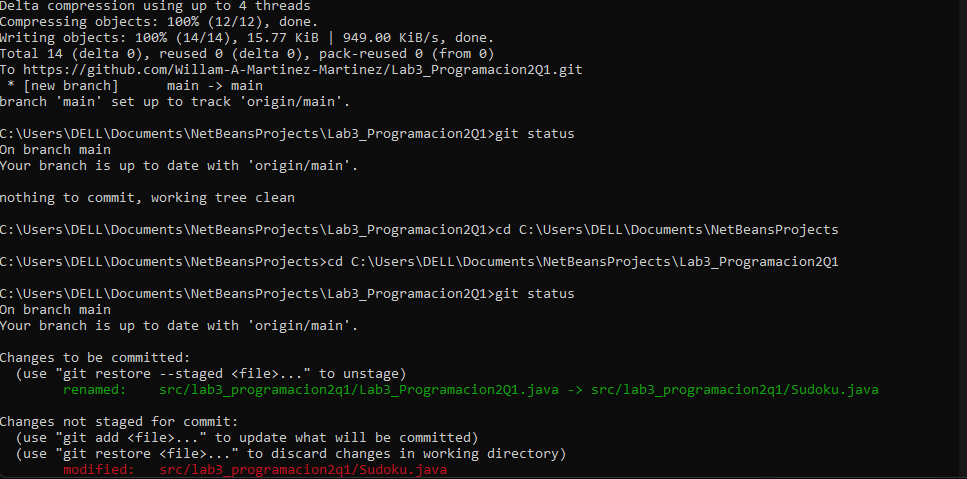 Delta compression using up to 4 threads
Compressing objects: 100% (12/12), done.
Writing objects: 100% (14/14), 15.77 KiB | 949.00 KiB/s, done.
Total 14 (delta 0), reused 0 (delta 0), pack-reused 0 (from 0)
To https://github.com/Willam-A-Martinez-Martinez/Lab3_Programacion2Q1.git
 * [new branch]      main -> main
branch 'main' set up to track 'origin/main'.
C:\Users\DELL\Documents\NetBeansProjects\Lab3_Programacion2Q1>git status
On branch main
Your branch is up to date with 'origin/main'.
nothing to commit, working tree clean
C:\Users\DELL\Documents\NetBeansProjects\Lab3_Programacion2Q1>cd C:\Users\DELL\Documents\NetBeansProjects
C:\Users\DELL\Documents\NetBeansProjects>cd C:\Users\DELL\Documents\NetBeansProjects\Lab3_Programacion2Q1
C:\Users\DELL\Documents\NetBeansProjects\Lab3_Programacion2Q1>git status
On branch main
Your branch is up to date with 'origin/main'.
Changes to be committed:
  (use "git restore --staged <file>..." to unstage)
        renamed:    src/lab3_programacion2q1/Lab3_Programacion2Q1.java -> src/lab3_programacion2q1/Sudoku.java
Changes not staged for commit:
  (use "git add <file>..." to update what will be committed)
  (use "git restore <file>..." to discard changes in working directory)
        modified:   src/lab3_programacion2q1/Sudoku.java